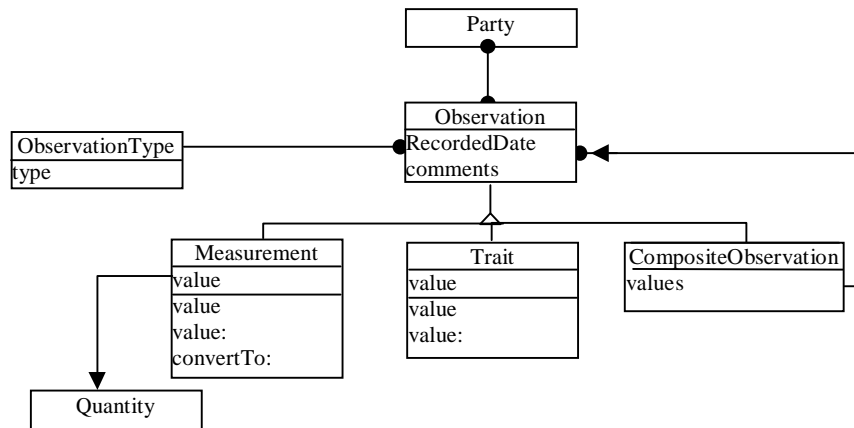 Party
Observation
RecordedDate
comments
ObservationType
type
Measurement
value
value
value:
convertTo:
Trait
value
value
value:
CompositeObservation
values
Quantity